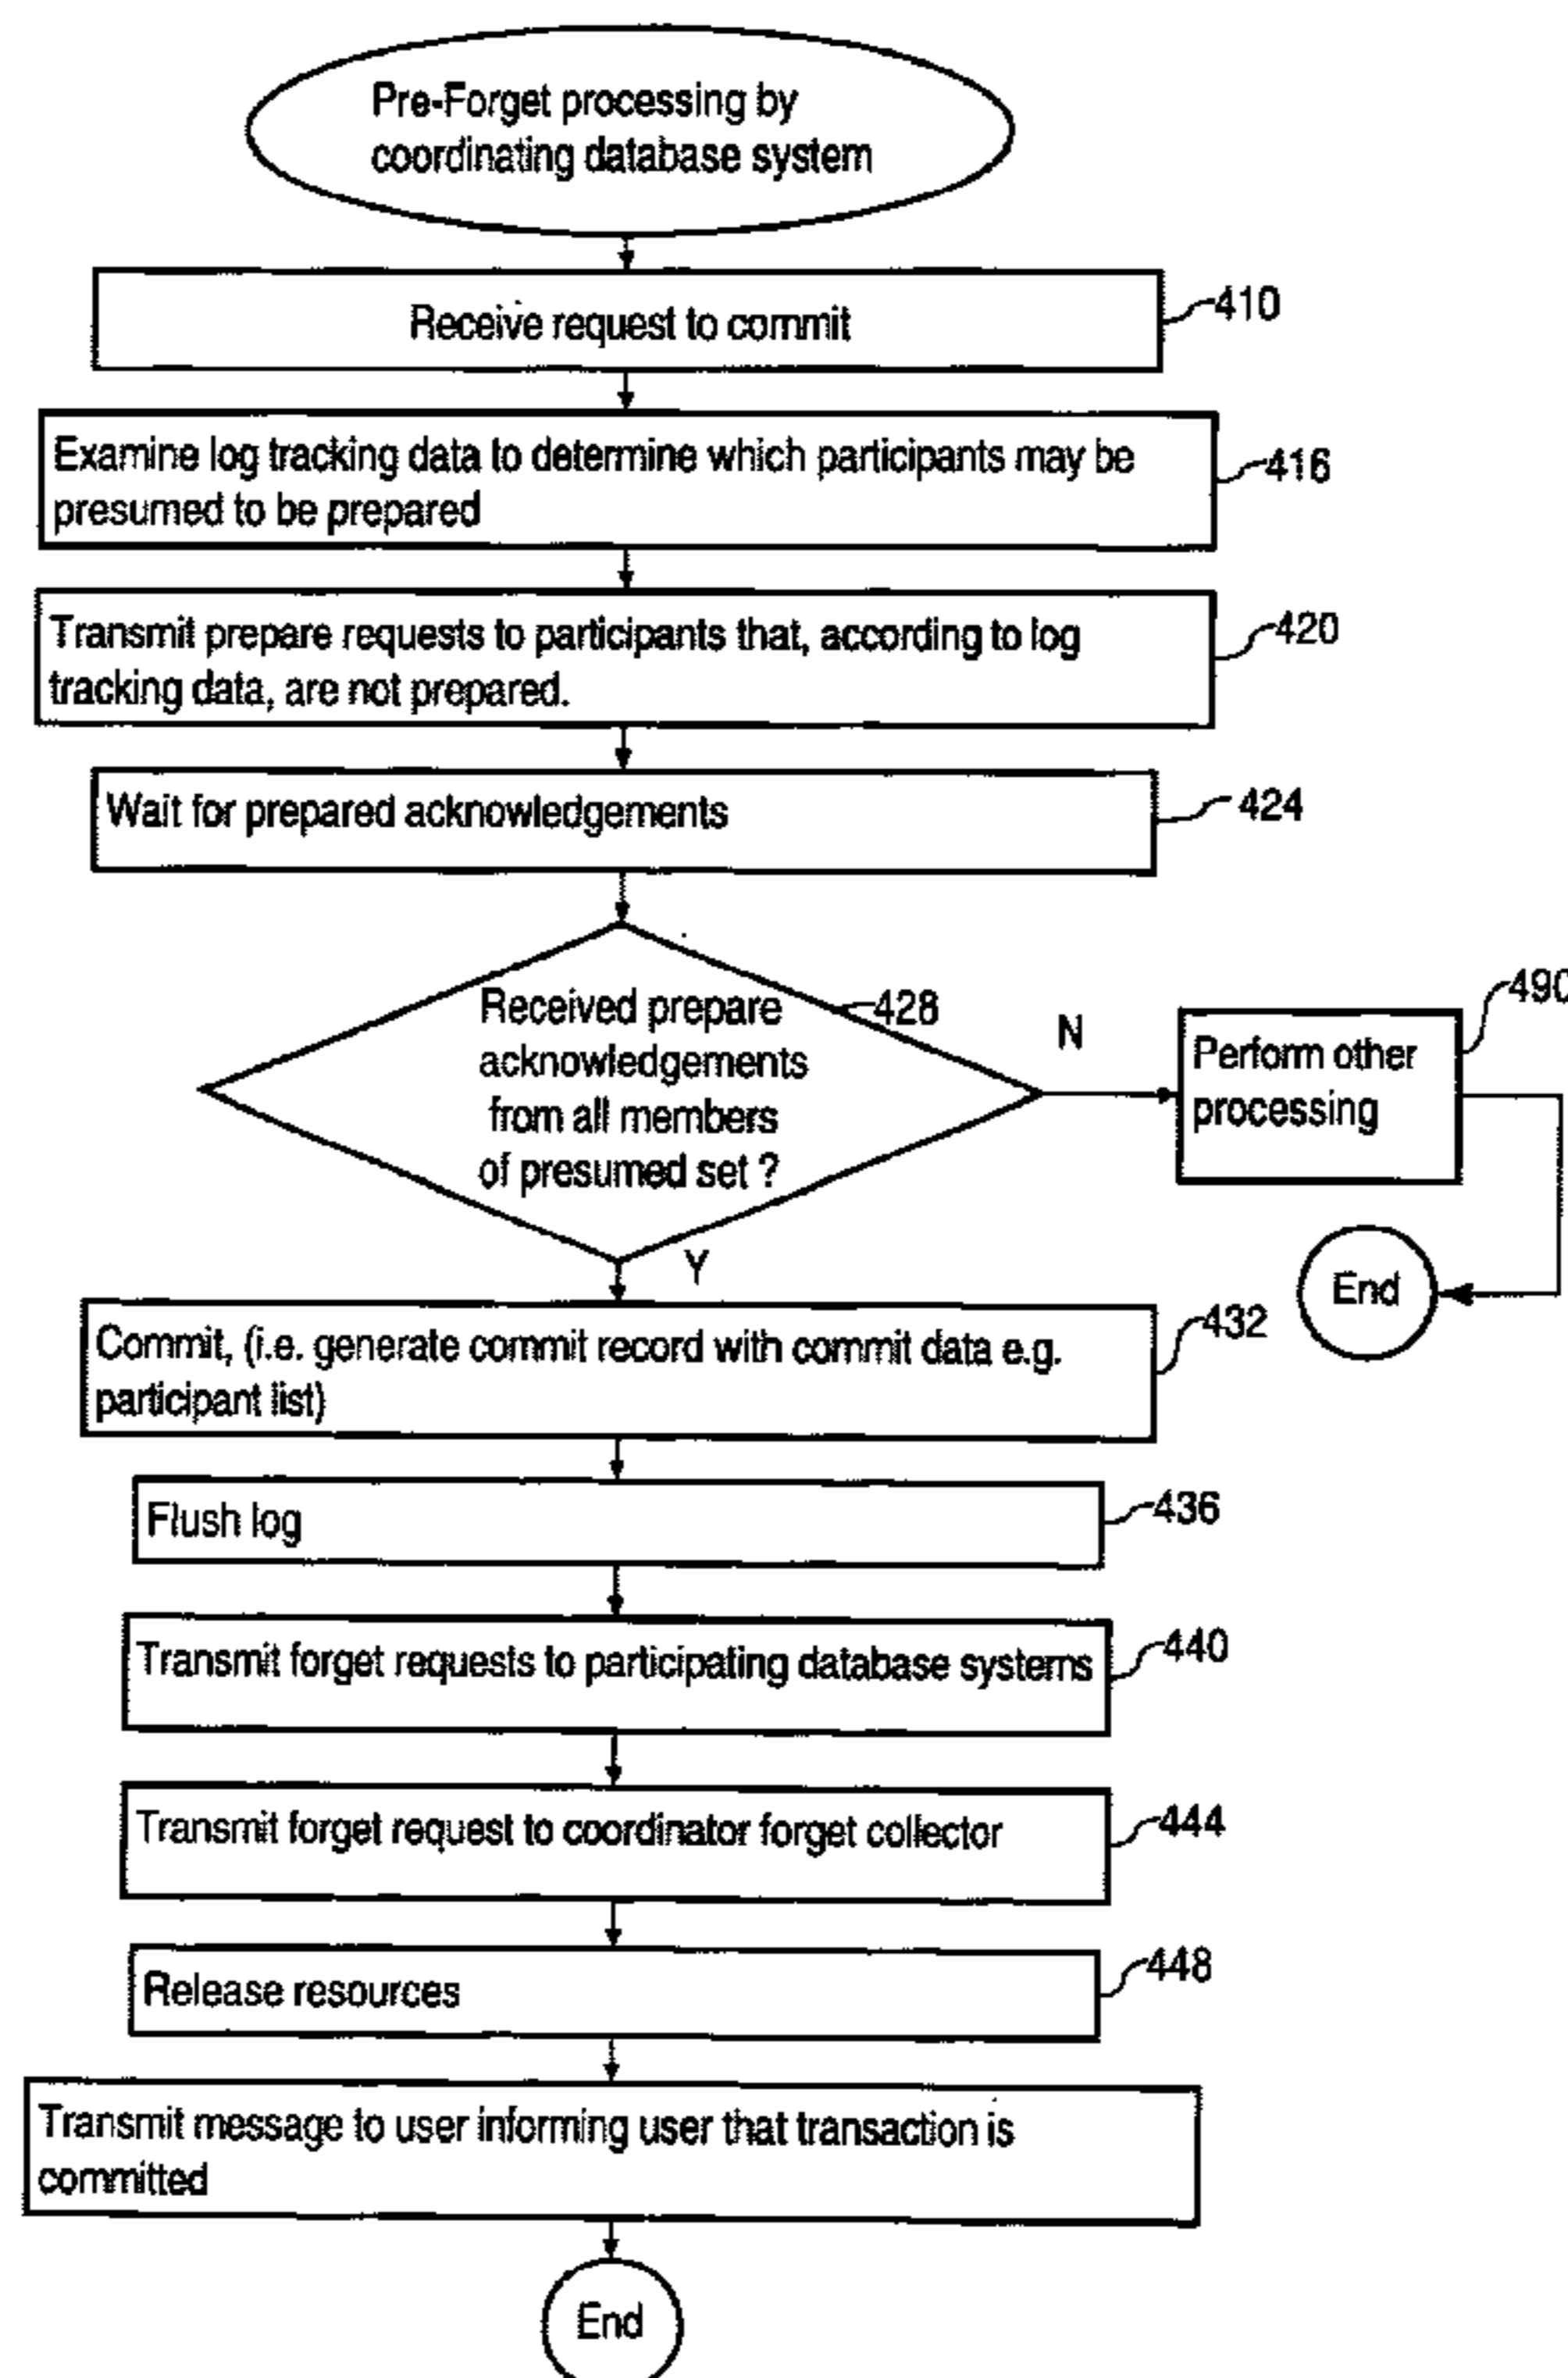 Pre-Forget processing by
coordinating database system
Receive request to commit
410
Examine log tracking data to determine which participants may be
presumed to be prepared
416
Transmit prepare requests to participants that, according to log
tracking data, are not prepared.
420
Wait for prepared acknowledgements
424
Received prepare
acknowledgements
from all members
of presumed set ?
428
N
Perform other
processing
490
End
Y
Commit, (i.e. generate commit record with commit data e.g.
participant list)
432
Flush log
436
Transmit forget requests to participating database systems
440
Transmit forget request to coordinator forget collector
444
Release resources
448
Transmit message to user informing user that transaction is
committed
End